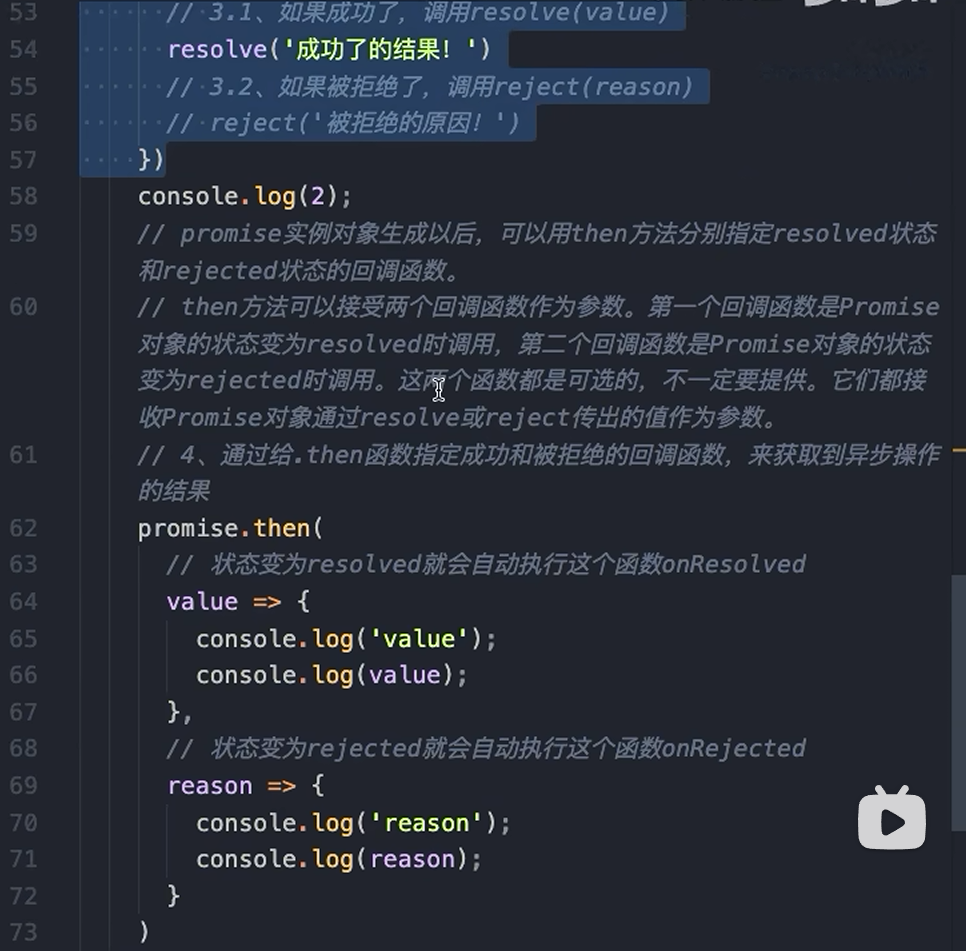 53 // 3.1、如果成功了，调用resolve(value)
54 resolve('成功了的结果！')
55 // 3.2、如果被拒绝了，调用reject(reason)
56 // reject('被拒绝的原因！')
57 })
58 console.log(2);
59 // promise实例对象生成以后，可以用then方法分别指定resolved状态
和rejected状态的回调函数。
60 // then方法可以接受两个回调函数作为参数。第一个回调函数是Promise
对象的状态变为resolved时调用，第二个回调函数是Promise对象的状态
变为rejected时调用。这两个函数都是可选的，不一定要提供。它们都接
收Promise对象通过resolve或reject传出的值作为参数。
61 // 4、通过给.then函数指定成功和被拒绝的回调函数，来获取到异步操作
的结果
62 promise.then(
63 // 状态变为resolved就会自动执行这个函数onResolved
64 value => {
65 console.log('value');
66 console.log(value);
67 },
68 // 状态变为rejected就会自动执行这个函数onRejected
69 reason => {
70 console.log('reason');
71 console.log(reason);
72 }
73 )